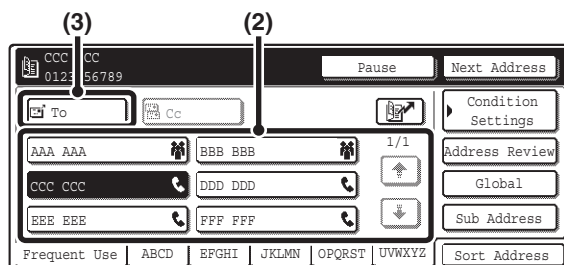 (3) (2)
CCC CCC
0123456789
Pause
Next Address
To
Cc
Condition Settings
AAA AAA
BBB BBB
1/1
Address Review
CCC CCC
DDD DDD
Global
EEE EEE
FFF FFF
Sub Address
Frequent Use ABCD EFGHI JKLMN OPQRST UVWXYZ
Sort Address